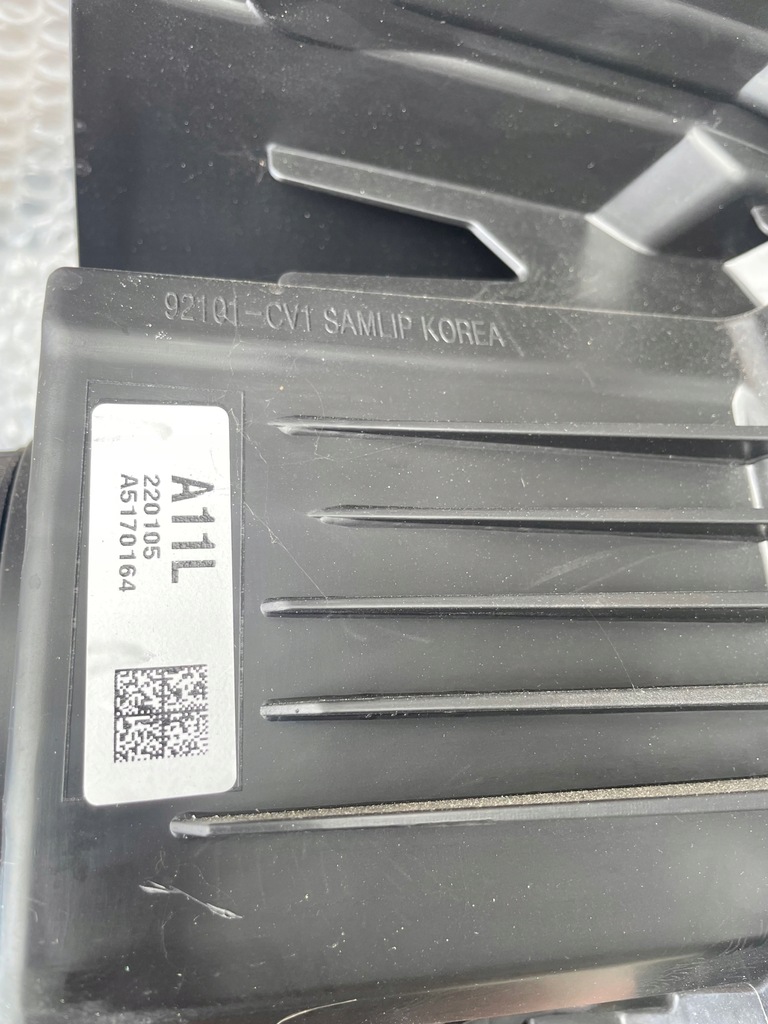 92101-CV1 SAMLIP KOREA
A11L
220105
A5170164